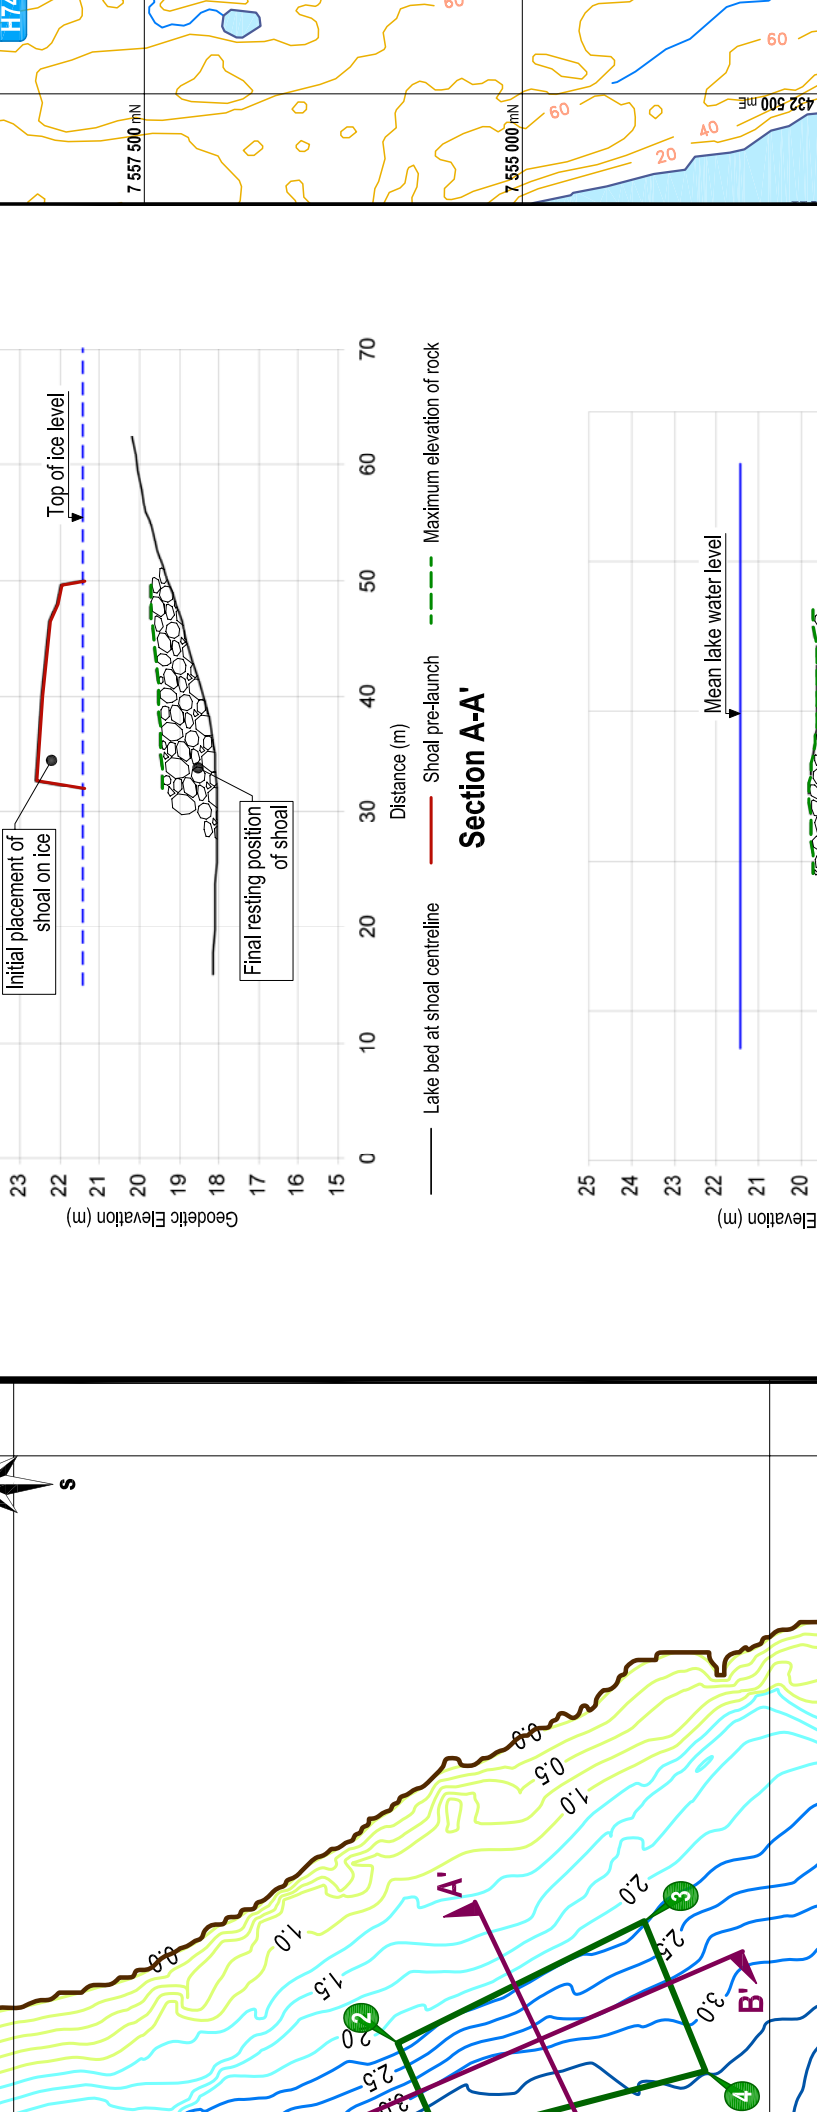 H74
60
60
60
40
20
7 557 500 mN
7 555 000 mN
432 500 mE
Initial placement of
shoal on ice
Top of ice level
Final resting position
of shoal
23
22
21
20
19
18
17
16
15
Geodetic Elevation (m)
0
10
20
30
40
50
60
70
Distance (m)
Lake bed at shoal centreline
Shoal pre-launch
Maximum elevation of rock
Section A-A'
Mean lake water level
25
24
23
22
21
20
Elevation (m)
S
0.0
0.5
1.0
0.0
1.0
1.5
2.0
2.5
2.0
2.5
3.0
A'
B'
2
3
4